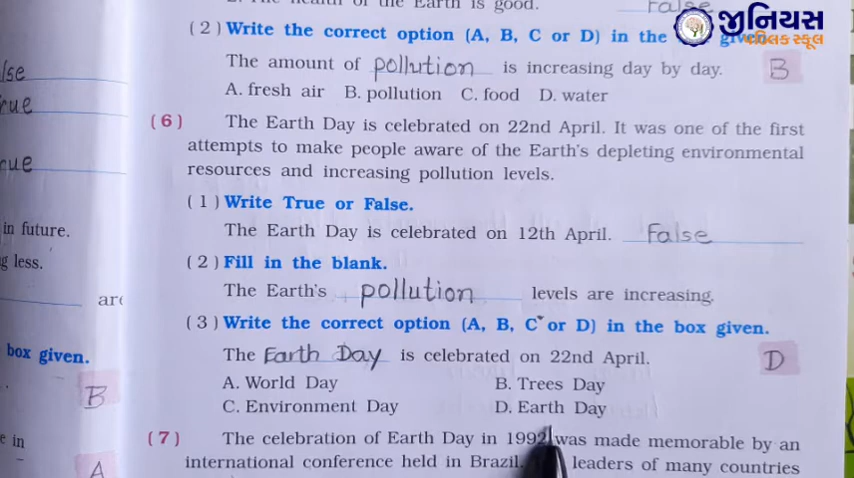 2. The health of the Earth is good. False
જીનિયસ
પબ્લિક સ્કૂલ
(2) Write the correct option (A, B, C or D) in the given.
lse
The amount of pollution is increasing day by day. B
A. fresh air B. pollution C. food D. water
rue
(6) The Earth Day is celebrated on 22nd April. It was one of the first
attempts to make people aware of the Earth's depleting environmental
rue
resources and increasing pollution levels.
(1) Write True or False.
in future.
The Earth Day is celebrated on 12th April. False
g less.
(2) Fill in the blank.
The Earth's pollution levels are increasing.
are
(3) Write the correct option (A, B, C or D) in the box given.
box given.
The Earth Day is celebrated on 22nd April. D
A. World Day B. Trees Day
B
C. Environment Day D. Earth Day
e in
(7) The celebration of Earth Day in 1992 was made memorable by an
A
international conference held in Brazil. leaders of many countries